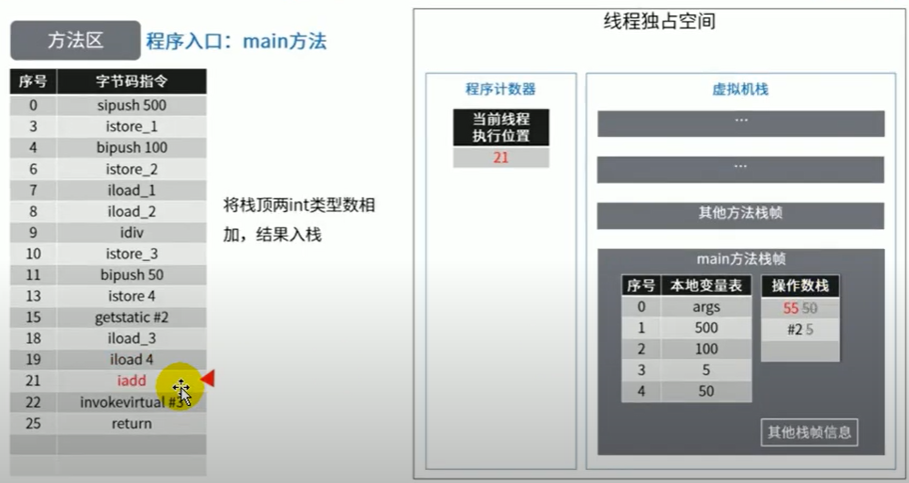 方法区 程序入口：main方法
序号 字节码指令
0 sipush 500
3 istore_1
4 bipush 100
6 istore_2
7 iload_1
8 iload_2
9 idiv
10 istore_3
11 bipush 50
13 istore 4
15 getstatic #2
18 iload_3
19 iload 4
21 iadd
22 invokevirtual #3
25 return
将栈顶两int类型数相
加，结果入栈
线程独占空间
程序计数器
当前线程
执行位置
21
虚拟机栈
...
...
其他方法栈帧
main方法栈帧
序号 本地变量表
0 args
1 500
2 100
3 5
4 50
操作数栈
55 50
#2 5
其他栈帧信息